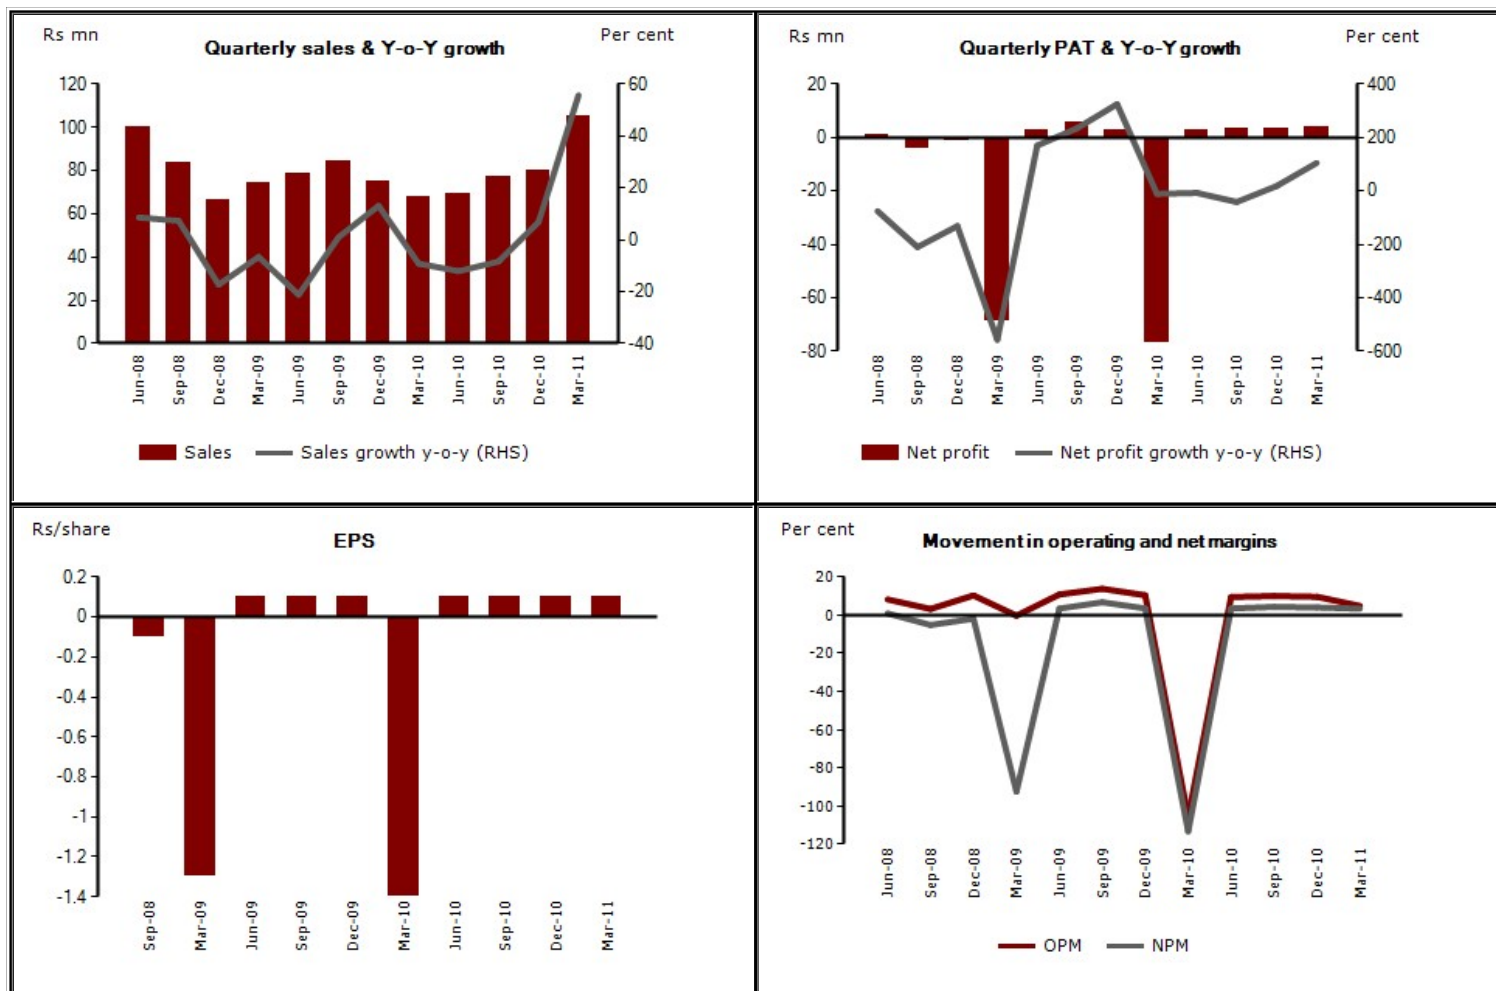 Rs mn
Quarterly sales & Y-o-Y growth
Per cent
120
100
80
60
40
20
0
60
40
20
0
-20
-40
Jun-08
Sep-08
Dec-08
Mar-09
Jun-09
Sep-09
Dec-09
Mar-10
Jun-10
Sep-10
Dec-10
Mar-11
Sales
Sales growth y-o-y (RHS)
Rs mn
Quarterly PAT & Y-o-Y growth
Per cent
20
0
-20
-40
-60
-80
400
200
0
-200
-400
-600
Jun-08
Sep-08
Dec-08
Mar-09
Jun-09
Sep-09
Dec-09
Mar-10
Jun-10
Sep-10
Dec-10
Mar-11
Net profit
Net profit growth y-o-y (RHS)
Rs/share
EPS
0.2
0
-0.2
-0.4
-0.6
-0.8
-1
-1.2
-1.4
Sep-08
Mar-09
Jun-09
Sep-09
Dec-09
Mar-10
Jun-10
Sep-10
Dec-10
Mar-11
Per cent
Movement in operating and net margins
20
0
-20
-40
-60
-80
-100
-120
Jun-08
Sep-08
Dec-08
Mar-09
Jun-09
Sep-09
Dec-09
Mar-10
Jun-10
Sep-10
Dec-10
Mar-11
OPM
NPM